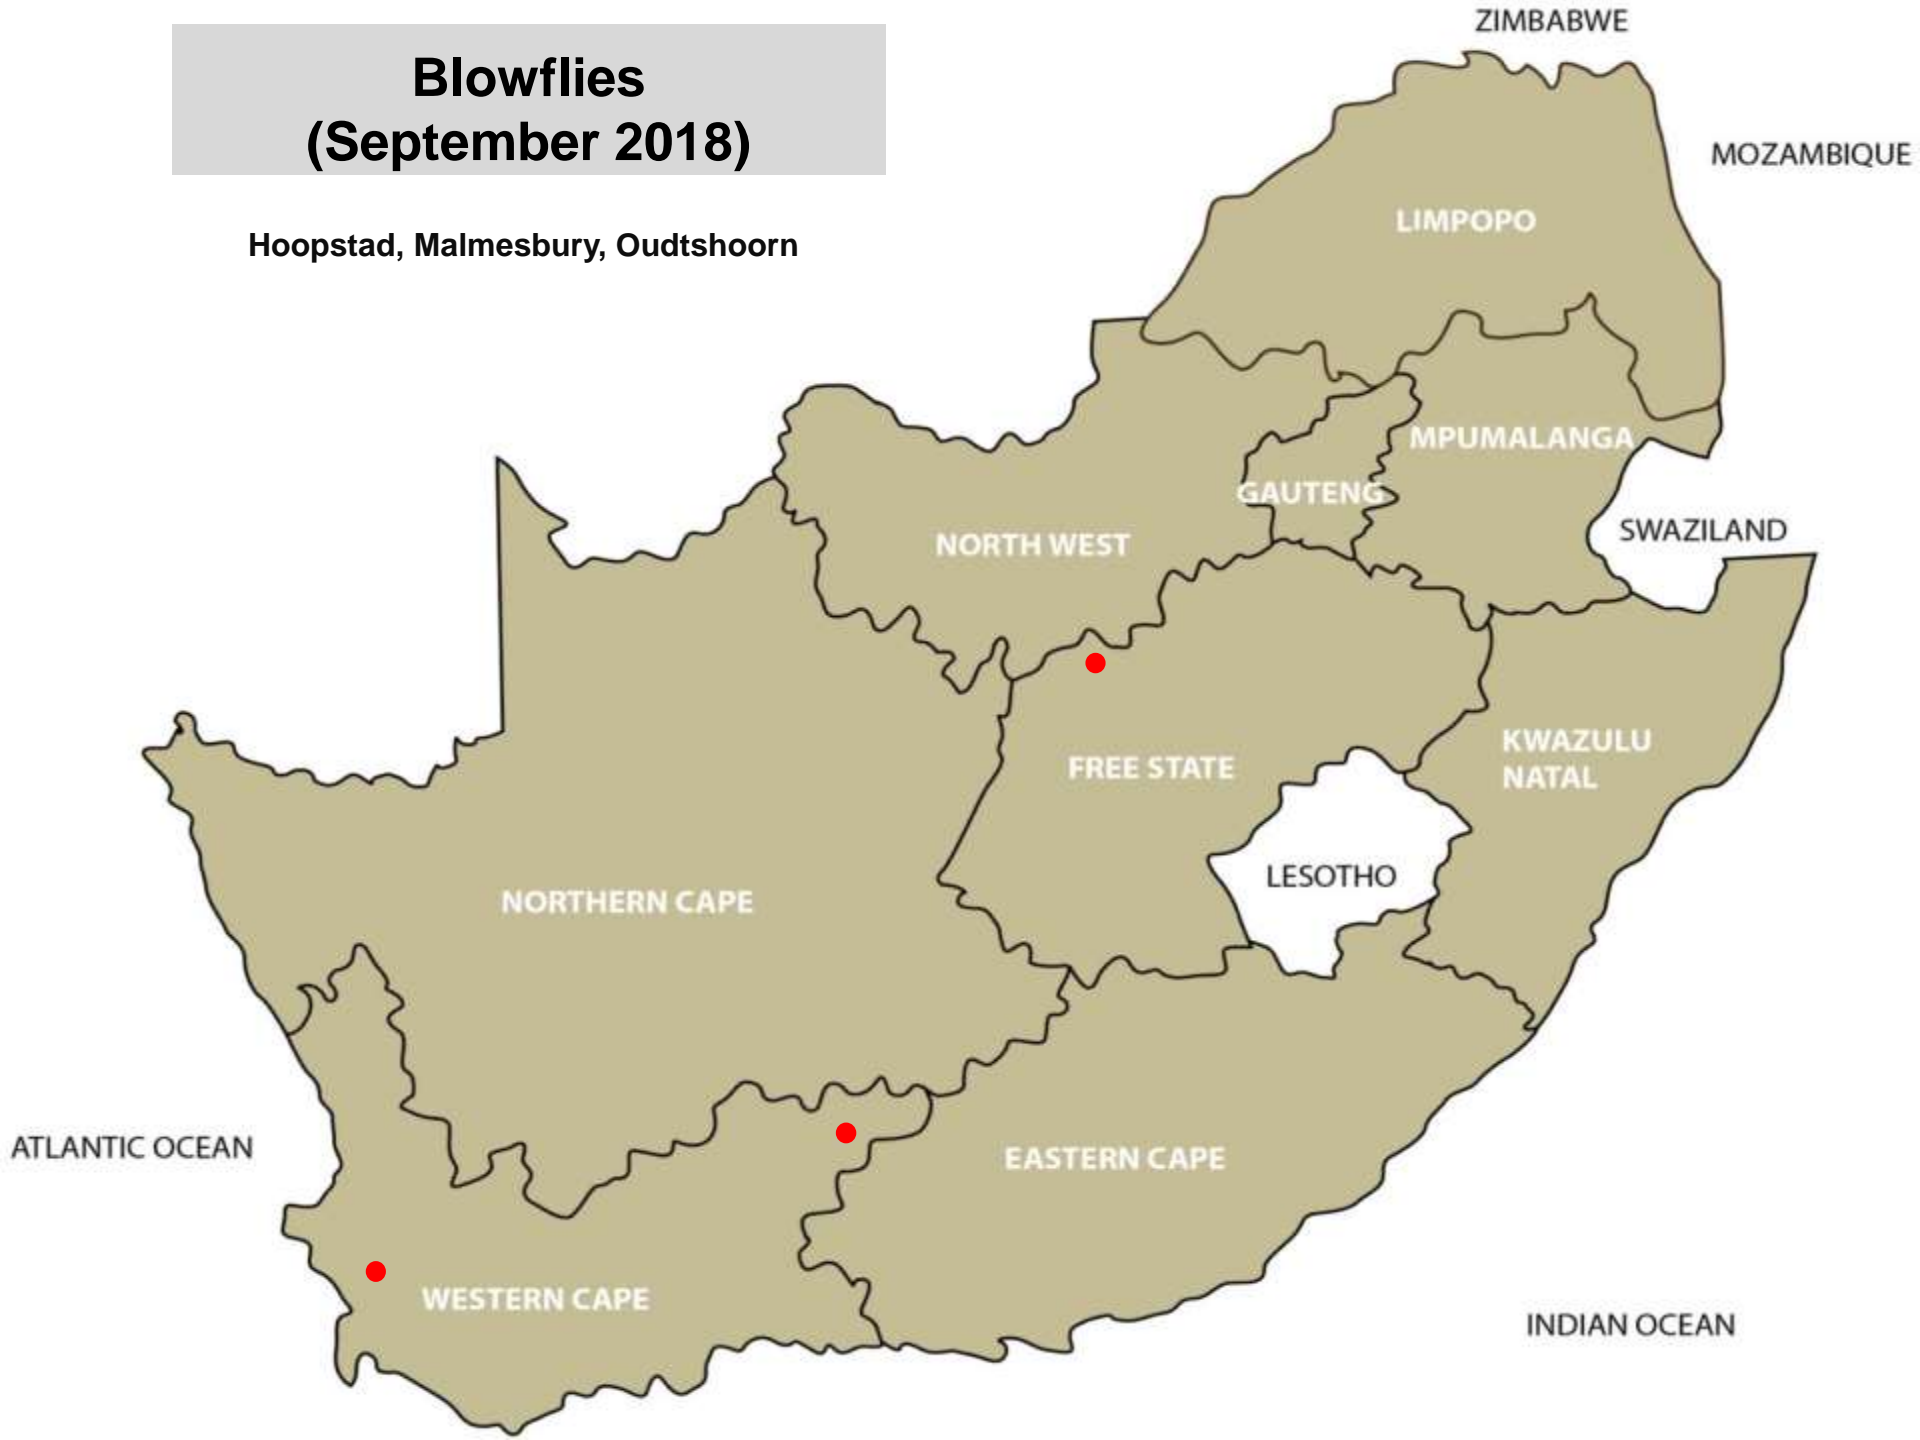 Blowflies
(September 2018)
Hoopstad, Malmesbury, Oudtshoorn
ZIMBABWE
MOZAMBIQUE
LIMPOPO
MPUMALANGA
GAUTENG
NORTH WEST
SWAZILAND
KWAZULU
NATAL
FREE STATE
LESOTHO
NORTHERN CAPE
ATLANTIC OCEAN
EASTERN CAPE
WESTERN CAPE
INDIAN OCEAN